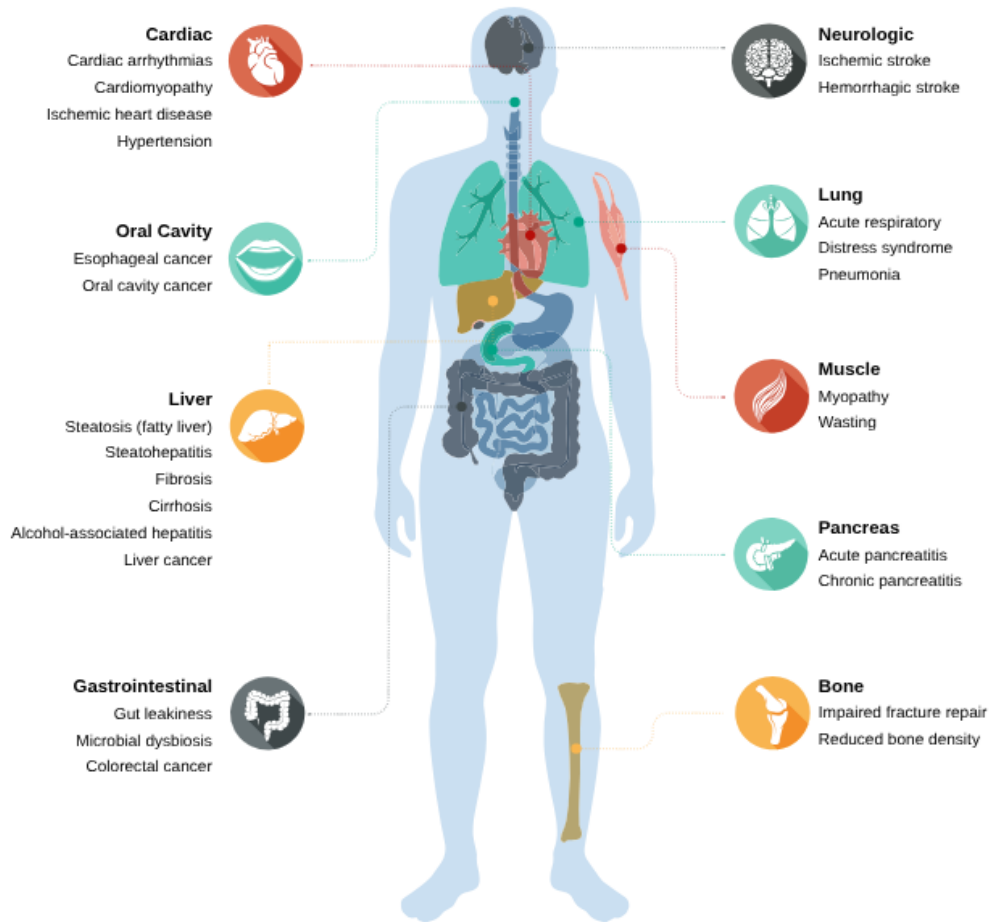 Cardiac
Cardiac arrhythmias
Cardiomyopathy
Ischemic heart disease
Hypertension
Oral Cavity
Esophageal cancer
Oral cavity cancer
Liver
Steatosis (fatty liver)
Steatohepatitis
Fibrosis
Cirrhosis
Alcohol-associated hepatitis
Liver cancer
Gastrointestinal
Gut leakiness
Microbial dysbiosis
Colorectal cancer
Neurologic
Ischemic stroke
Hemorrhagic stroke
Lung
Acute respiratory
Distress syndrome
Pneumonia
Muscle
Myopathy
Wasting
Pancreas
Acute pancreatitis
Chronic pancreatitis
Bone
Impaired fracture repair
Reduced bone density